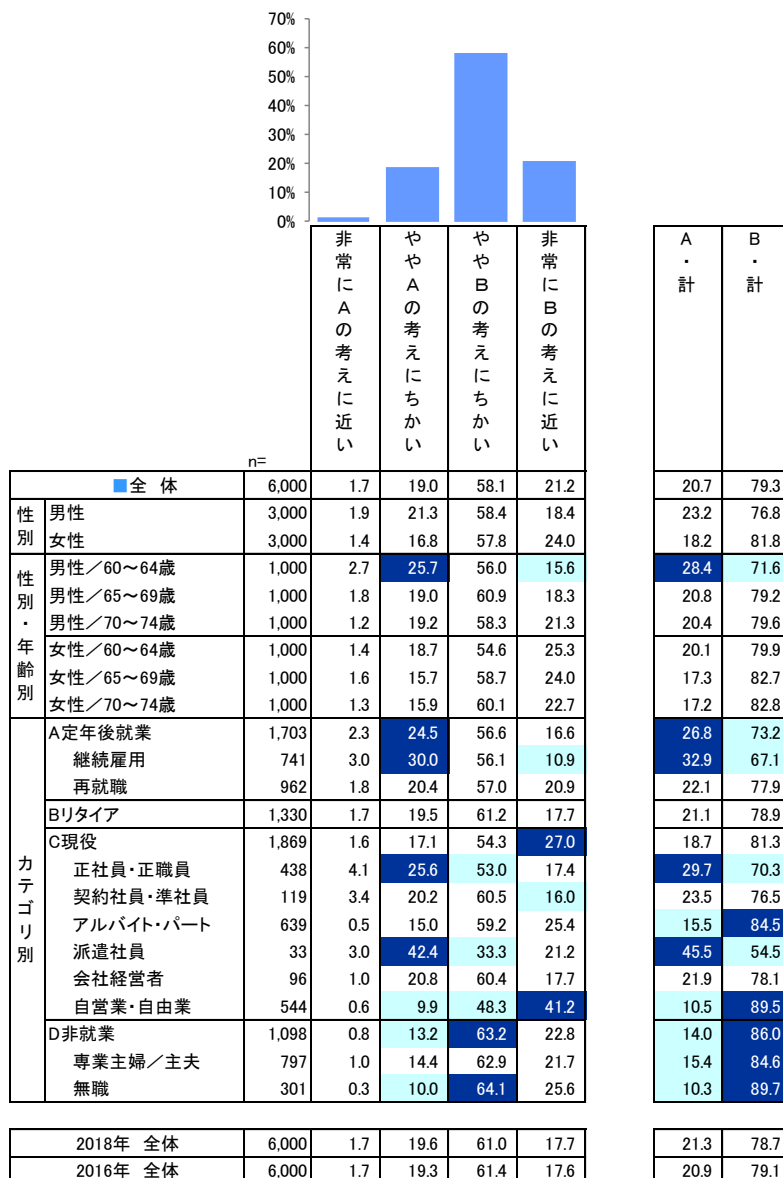 70%
60%
50%
40%
30%
20%
10%
0%
非常にAの考えに近い
ややAの考えにちかい
ややBの考えにちかい
非常にBの考えに近い
A・計
B・計
n=
■全 体 6,000 1.7 19.0 58.1 21.2 20.7 79.3
性別
男性 3,000 1.9 21.3 58.4 18.4 23.2 76.8
女性 3,000 1.4 16.8 57.8 24.0 18.2 81.8
性別・年齢別
男性／60～64歳 1,000 2.7 25.7 56.0 15.6 28.4 71.6
男性／65～69歳 1,000 1.8 19.0 60.9 18.3 20.8 79.2
男性／70～74歳 1,000 1.2 19.2 58.3 21.3 20.4 79.6
女性／60～64歳 1,000 1.4 18.7 54.6 25.3 20.1 79.9
女性／65～69歳 1,000 1.6 15.7 58.7 24.0 17.3 82.7
女性／70～74歳 1,000 1.3 15.9 60.1 22.7 17.2 82.8
カテゴリ別
A定年後就業 1,703 2.3 24.5 56.6 16.6 26.8 73.2
継続雇用 741 3.0 30.0 56.1 10.9 32.9 67.1
再就職 962 1.8 20.4 57.0 20.9 22.1 77.9
Bリタイア 1,330 1.7 19.5 61.2 17.7 21.1 78.9
C現役 1,869 1.6 17.1 54.3 27.0 18.7 81.3
正社員・正職員 438 4.1 25.6 53.0 17.4 29.7 70.3
契約社員・準社員 119 3.4 20.2 60.5 16.0 23.5 76.5
アルバイト・パート 639 0.5 15.0 59.2 25.4 15.5 84.5
派遣社員 33 3.0 42.4 33.3 21.2 45.5 54.5
会社経営者 96 1.0 20.8 60.4 17.7 21.9 78.1
自営業・自由業 544 0.6 9.9 48.3 41.2 10.5 89.5
D非就業 1,098 0.8 13.2 63.2 22.8 14.0 86.0
専業主婦／主夫 797 1.0 14.4 62.9 21.7 15.4 84.6
無職 301 0.3 10.0 64.1 25.6 10.3 89.7
2018年 全体 6,000 1.7 19.6 61.0 17.7 21.3 78.7
2016年 全体 6,000 1.7 19.3 61.4 17.6 20.9 79.1